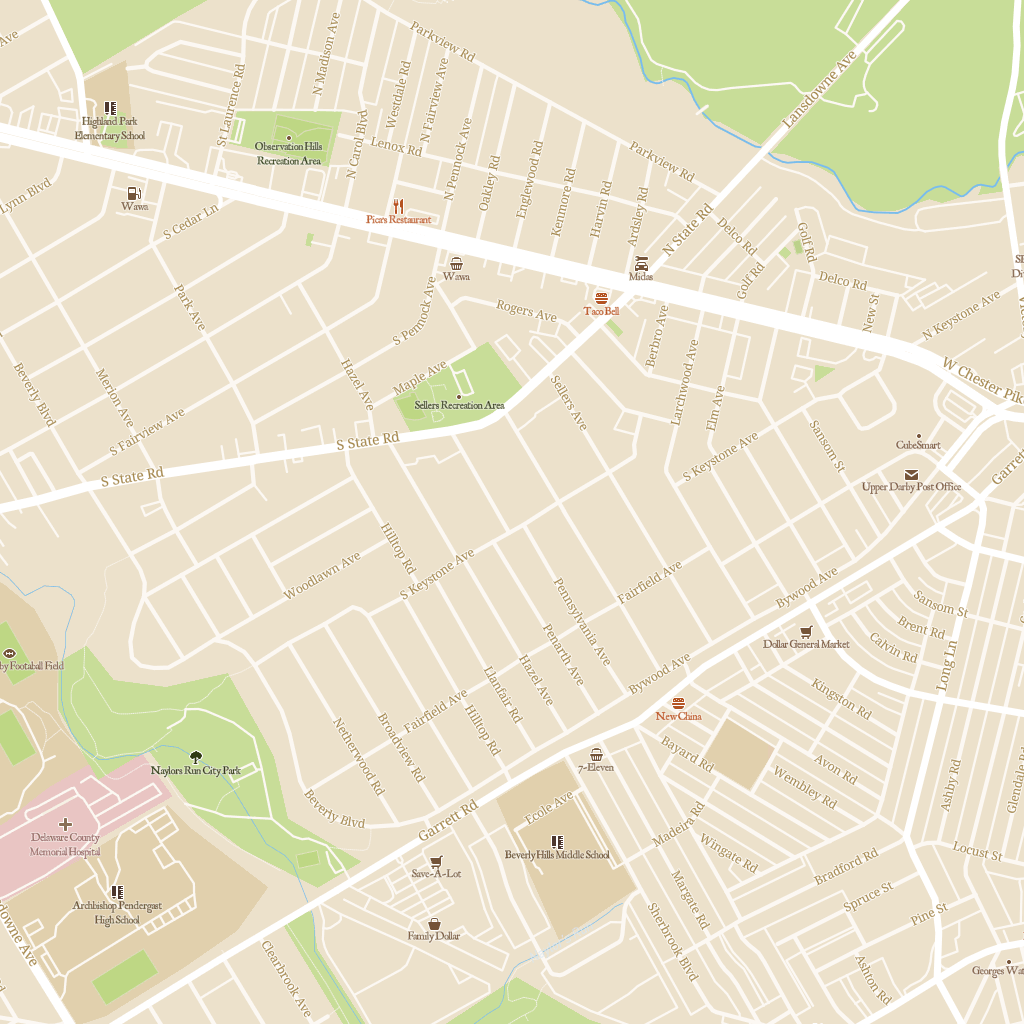 Ave
Parkview Rd
N Madison Ave
Westdale Rd
N Fairview Ave
St Laurence Rd
Lansdowne Ave
Highland Park
Elementary School
N Carol Blvd
N Pennock Ave
Lenox Rd
Observation Hills
Recreation Area
Parkview Rd
Oakley Rd
Englewood Rd
Kenmore Rd
Harvin Rd
Ardsley Rd
Lynn Blvd
Wawa
S Cedar Ln
Pica's Restaurant
N State Rd
Delco Rd
Golf Rd
Wawa
Midas
Golf Rd
Delco Rd
Park Ave
S Pennock Ave
Rogers Ave
Taco Bell
New St
N Keystone Ave
Berbro Ave
Beverly Blvd
Merion Ave
Hazel Ave
Maple Ave
Sellers Recreation Area
Sellers Ave
Larchwood Ave
Elm Ave
W Chester Pik
S Fairview Ave
S State Rd
S State Rd
S Keystone Ave
Sansom St
CubeSmart
Upper Darby Post Office
Garrett
Hilltop Rd
Woodlawn Ave
S Keystone Ave
Pennsylvania Ave
Fairfield Ave
Bywood Ave
Sansom St
Brent Rd
Calvin Rd
Dollar General Market
Long Ln
by Footaball Field
Penarth Ave
Hazel Ave
Llanfair Rd
Bywood Ave
Kingston Rd
Fairfield Ave
Hilltop Rd
New China
Netherwood Rd
Broadview Rd
Bayard Rd
Avon Rd
Wembley Rd
Naylors Run City Park
7-Eleven
Ashby Rd
Glendale Rd
Beverly Blvd
Garrett Rd
Ecole Ave
Madeira Rd
Wingate Rd
Delaware County
Memorial Hospital
Beverly Hills Middle School
Save-A-Lot
Bradford Rd
Locust St
Margate Rd
Spruce St
Archbishop Pendergast
High School
Sherbrook Blvd
Pine St
Family Dollar
Clearbrook Ave
Ashton Rd
Georges Wat